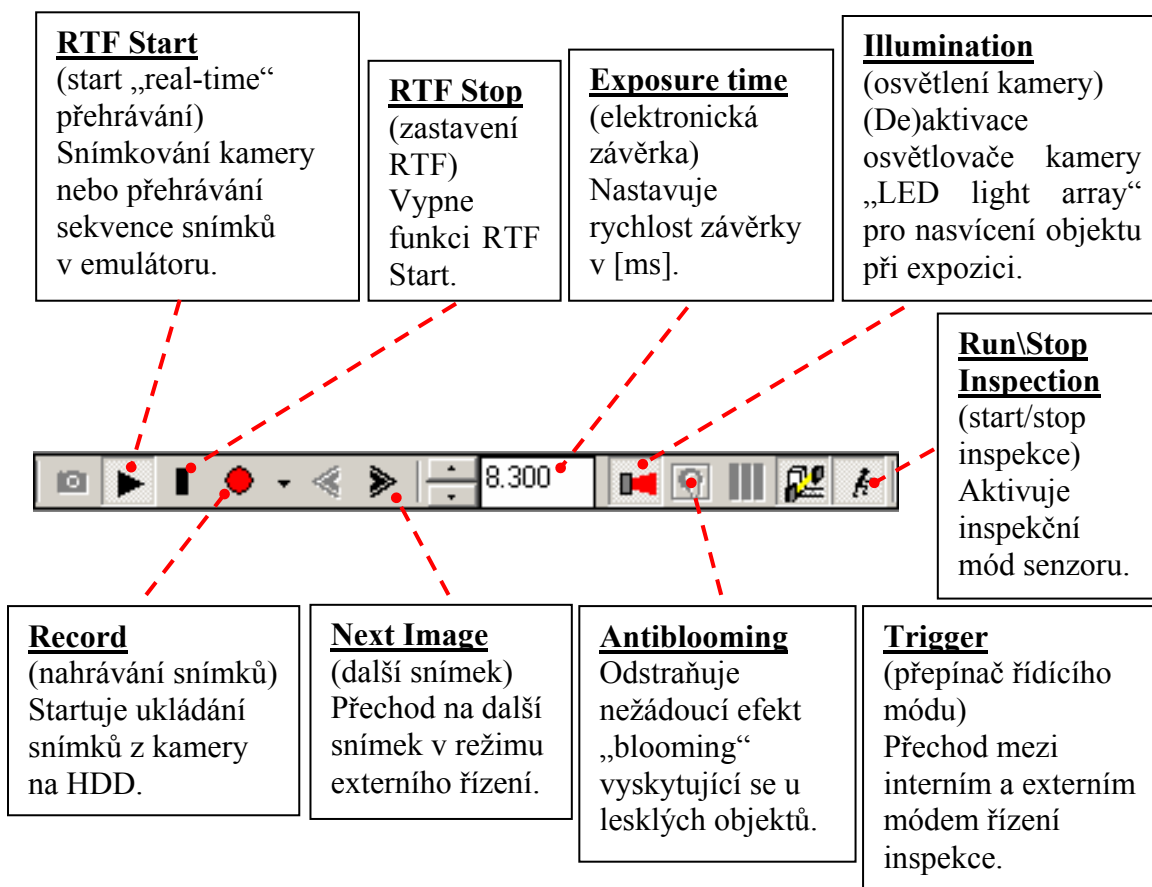 RTF Start
(start „real-time“
přehrávání)
Snímkování kamery
nebo přehrávání
sekvence snímků
v emulátoru.
RTF Stop
(zastavení
RTF)
Vypne
funkci RTF
Start.
Exposure time
(elektronická
závěrka)
Nastavuje
rychlost závěrky
v [ms].
Illumination
(osvětlení kamery)
(De)aktivace
osvětlovače kamery
„LED light array“
pro nasvícení objektu
při expozici.
Run\Stop
Inspection
(start/stop
inspekce)
Aktivuje
inspekční
mód senzoru.
8.300
Record
(nahrávání snímků)
Startuje ukládání
snímků z kamery
na HDD.
Next Image
(další snímek)
Přechod na další
snímek v režimu
externího řízení.
Antiblooming
Odstraňuje
nežádoucí efekt
„blooming“
vyskytující se u
lesklých objektů.
Trigger
(přepínač řídícího
módu)
Přechod mezi
interním a externím
módem řízení
inspekce.